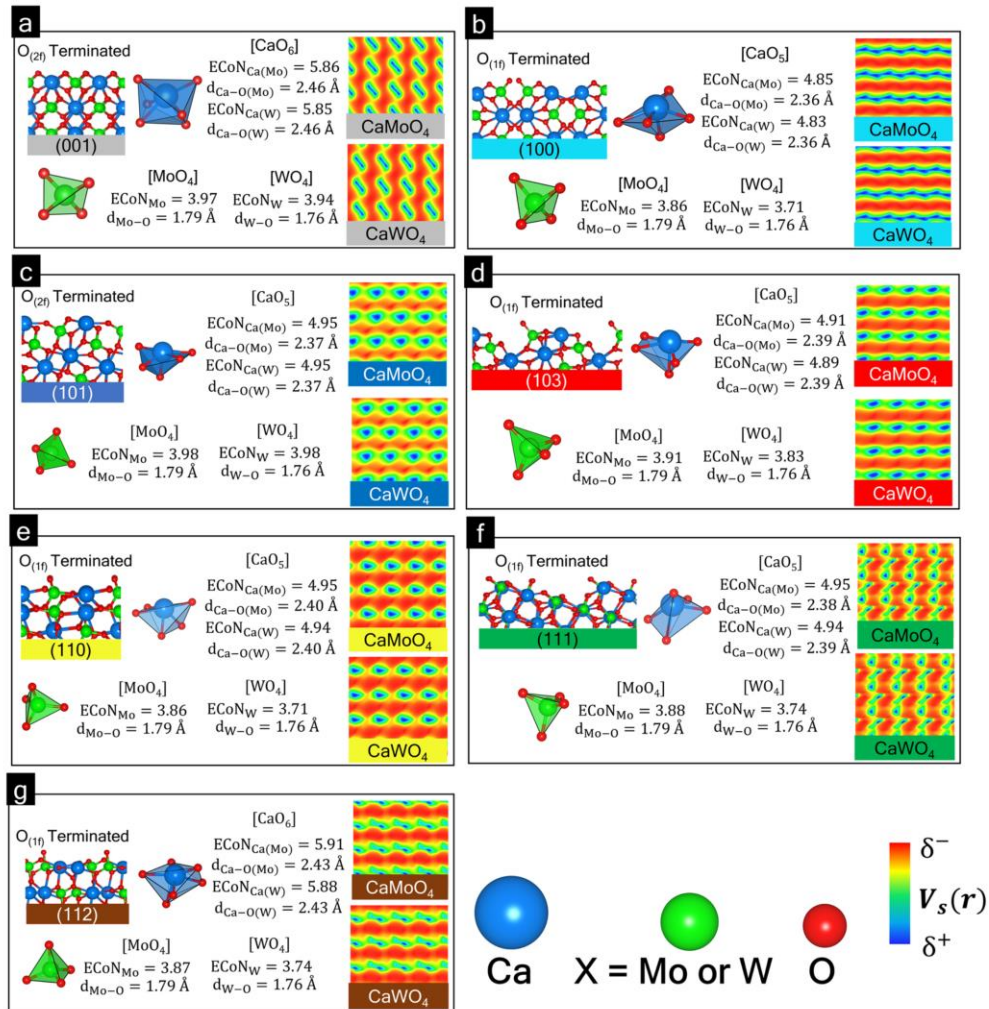 a
O(2f) Terminated
[CaO6]
ECoNCa(Mo) = 5.86
dCa−O(Mo) = 2.46 Å
ECoNCa(W) = 5.85
dCa−O(W) = 2.46 Å
(001)
CaMoO4
[MoO4]
ECoNMo = 3.97
dMo−O = 1.79 Å
[WO4]
ECoNW = 3.94
dW−O = 1.76 Å
CaWO4
b
O(1f) Terminated
[CaO5]
ECoNCa(Mo) = 4.85
dCa−O(Mo) = 2.36 Å
ECoNCa(W) = 4.83
dCa−O(W) = 2.36 Å
(100)
CaMoO4
[MoO4]
ECoNMo = 3.86
dMo−O = 1.79 Å
[WO4]
ECoNW = 3.71
dW−O = 1.76 Å
CaWO4
c
O(2f) Terminated
[CaO5]
ECoNCa(Mo) = 4.95
dCa−O(Mo) = 2.37 Å
ECoNCa(W) = 4.95
dCa−O(W) = 2.37 Å
(101)
CaMoO4
[MoO4]
ECoNMo = 3.98
dMo−O = 1.79 Å
[WO4]
ECoNW = 3.98
dW−O = 1.76 Å
CaWO4
d
O(1f) Terminated
[CaO5]
ECoNCa(Mo) = 4.91
dCa−O(Mo) = 2.39 Å
ECoNCa(W) = 4.89
dCa−O(W) = 2.39 Å
(103)
CaMoO4
[MoO4]
ECoNMo = 3.91
dMo−O = 1.79 Å
[WO4]
ECoNW = 3.83
dW−O = 1.76 Å
CaWO4
e
O(1f) Terminated
[CaO5]
ECoNCa(Mo) = 4.95
dCa−O(Mo) = 2.40 Å
ECoNCa(W) = 4.94
dCa−O(W) = 2.40 Å
(110)
CaMoO4
[MoO4]
ECoNMo = 3.86
dMo−O = 1.79 Å
[WO4]
ECoNW = 3.71
dW−O = 1.76 Å
CaWO4
f
O(1f) Terminated
[CaO5]
ECoNCa(Mo) = 4.95
dCa−O(Mo) = 2.38 Å
ECoNCa(W) = 4.94
dCa−O(W) = 2.39 Å
(111)
CaMoO4
[MoO4]
ECoNMo = 3.88
dMo−O = 1.79 Å
[WO4]
ECoNW = 3.74
dW−O = 1.76 Å
CaWO4
g
O(1f) Terminated
[CaO6]
ECoNCa(Mo) = 5.91
dCa−O(Mo) = 2.43 Å
ECoNCa(W) = 5.88
dCa−O(W) = 2.43 Å
(112)
CaMoO4
[MoO4]
ECoNMo = 3.87
dMo−O = 1.79 Å
[WO4]
ECoNW = 3.74
dW−O = 1.76 Å
CaWO4
Ca
X = Mo or W
O
δ−
Vs(r)
δ+